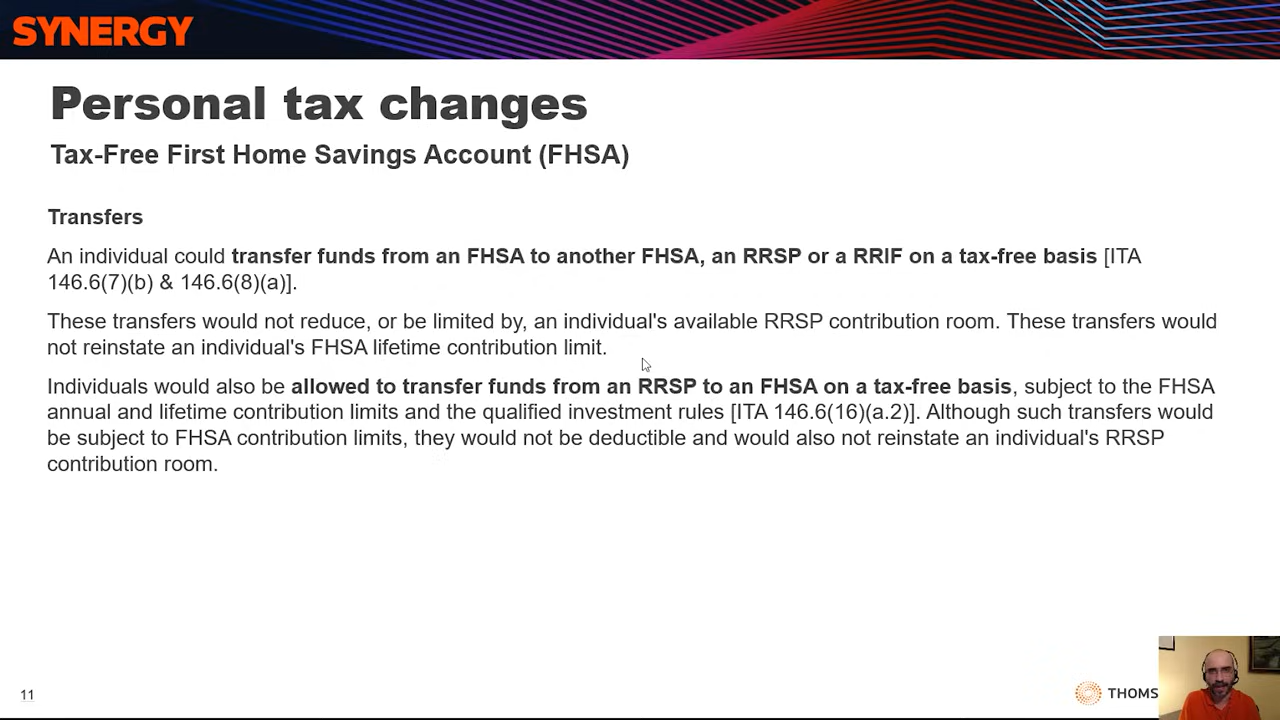 SYNERGY
Personal tax changes
Tax-Free First Home Savings Account (FHSA)
Transfers
An individual could transfer funds from an FHSA to another FHSA, an RRSP or a RRIF on a tax-free basis [ITA
146.6(7)(b) & 146.6(8)(a)].
These transfers would not reduce, or be limited by, an individual's available RRSP contribution room. These transfers would
not reinstate an individual's FHSA lifetime contribution limit.
Individuals would also be allowed to transfer funds from an RRSP to an FHSA on a tax-free basis, subject to the FHSA
annual and lifetime contribution limits and the qualified investment rules [ITA 146.6(16)(a.2)]. Although such transfers would
be subject to FHSA contribution limits, they would not be deductible and would also not reinstate an individual's RRSP
contribution room.
11
THOMS